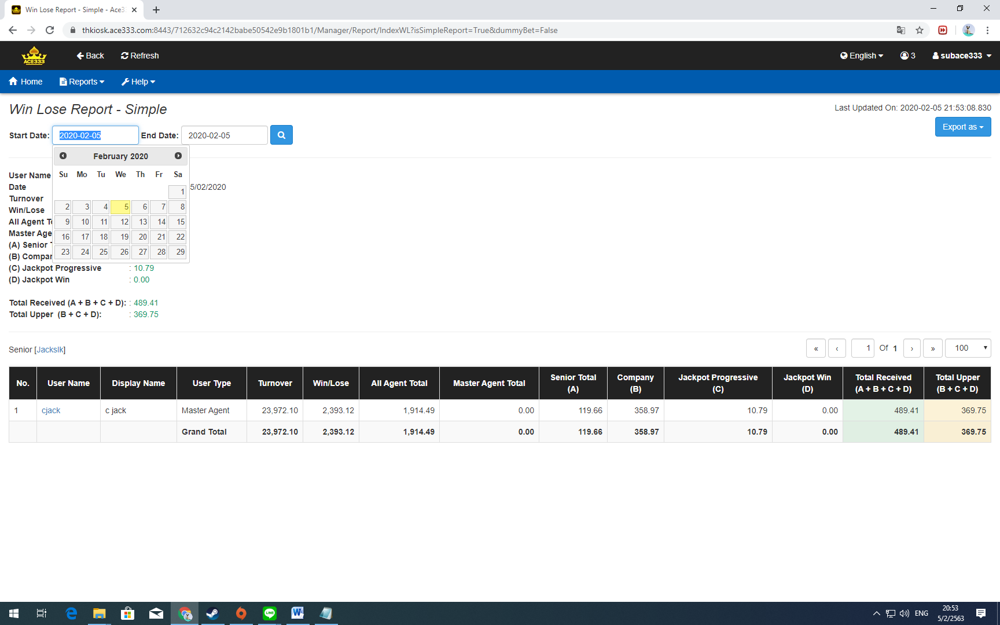 Win Lose Report - Simple - Ace3
thkiosk.ace333.com:8443/712632c94c2142babe50542e9b1801b1/Manager/Report/IndexWL?isSimpleReport=True&dummyBet=False
ACE333
Back
Refresh
English
3
subace333
Home
Reports
Help
Win Lose Report - Simple
Last Updated On: 2020-02-05 21:53:08.830
Start Date: 2020-02-05 End Date: 2020-02-05
Export as
February 2020
Su Mo Tu We Th Fr Sa
1
2 3 4 5 6 7 8
9 10 11 12 13 14 15
16 17 18 19 20 21 22
23 24 25 26 27 28 29
User Name
Date 5/02/2020
Turnover
Win/Lose
All Agent To
Master Age
(A) Senior T
(B) Compan
(C) Jackpot Progressive : 10.79
(D) Jackpot Win : 0.00
Total Received (A + B + C + D): : 489.41
Total Upper (B + C + D): : 369.75
Senior [Jackslk]
« ‹ 1 Of 1 › » 100
No. User Name Display Name User Type Turnover Win/Lose All Agent Total Master Agent Total Senior Total (A) Company (B) Jackpot Progressive (C) Jackpot Win (D) Total Received (A + B + C + D) Total Upper (B + C + D)
1 cjack c jack Master Agent 23,972.10 2,393.12 1,914.49 0.00 119.66 358.97 10.79 0.00 489.41 369.75
Grand Total 23,972.10 2,393.12 1,914.49 0.00 119.66 358.97 10.79 0.00 489.41 369.75
LINE
W
ENG
20:53
5/2/2563